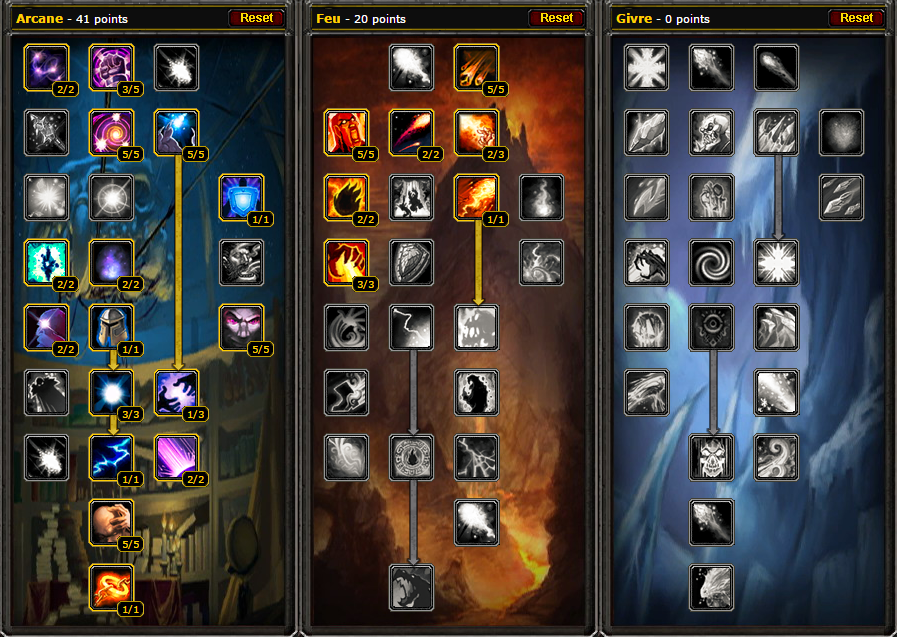 Arcane - 41 points Reset Feu - 20 points Reset Givre - 0 points Reset
2/2 3/5 5/5
5/5 5/5 5/5 2/2 2/3
1/1 2/2 1/1
2/2 2/2 3/3
2/2 1/1 5/5
3/3 1/3
1/1 2/2
5/5
1/1